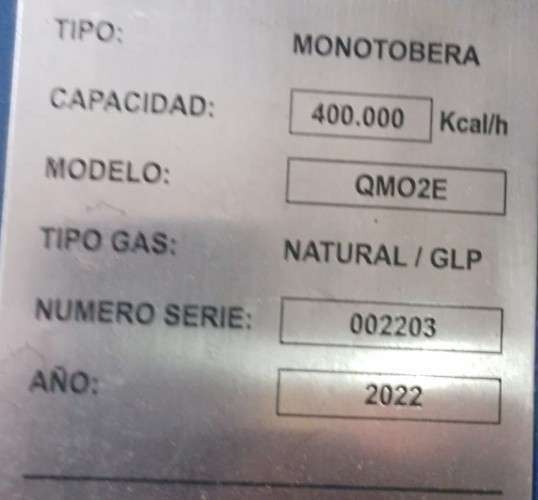 TIPO: MONOTOBERA
CAPACIDAD: 400.000 Kcal/h
MODELO: QMO2E
TIPO GAS: NATURAL / GLP
NUMERO SERIE: 002203
AÑO: 2022